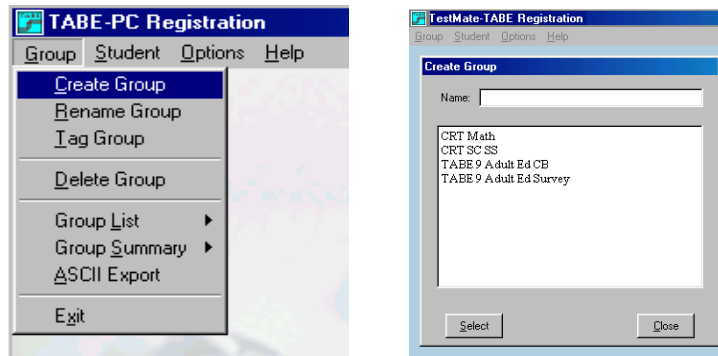 TABE-PC Registration
Group Student Options Help
Create Group
Rename Group
Tag Group
Delete Group
Group List
Group Summary
ASCII Export
Exit
TestMate-TABE Registration
Group Student Options Help
Create Group
Name:
CRT Math
CRT SC SS
TABE 9 Adult Ed CB
TABE 9 Adult Ed Survey
Select Close